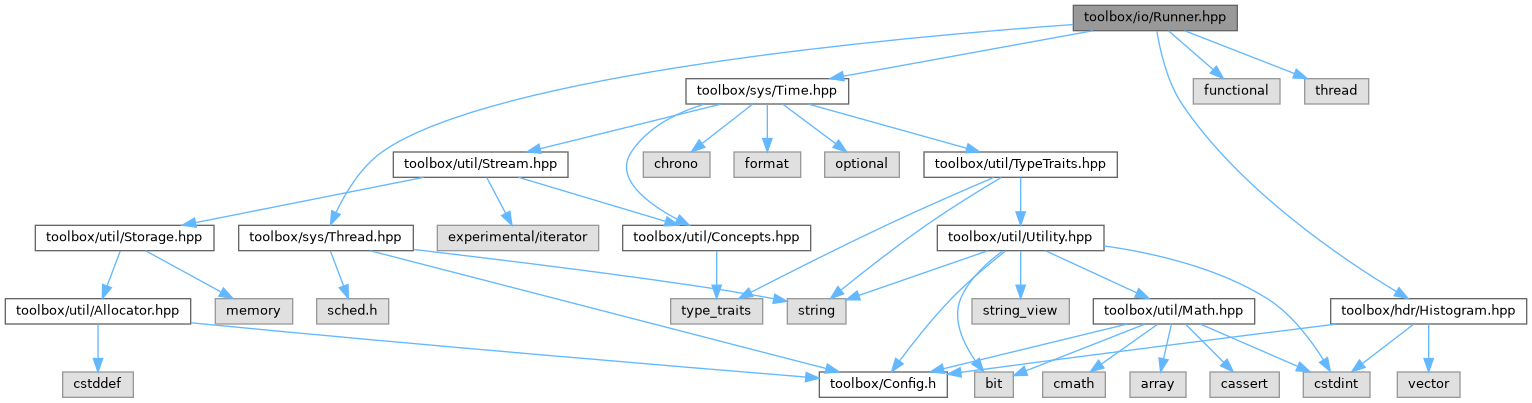 toolbox/io/Runner.hpp
toolbox/sys/Time.hpp
functional
thread
toolbox/util/Stream.hpp
chrono
format
optional
toolbox/util/TypeTraits.hpp
toolbox/util/Storage.hpp
toolbox/sys/Thread.hpp
experimental/iterator
toolbox/util/Concepts.hpp
toolbox/util/Utility.hpp
toolbox/util/Allocator.hpp
memory
sched.h
type_traits
string
string_view
toolbox/util/Math.hpp
toolbox/hdr/Histogram.hpp
cstddef
toolbox/Config.h
bit
cmath
array
cassert
cstdint
vector